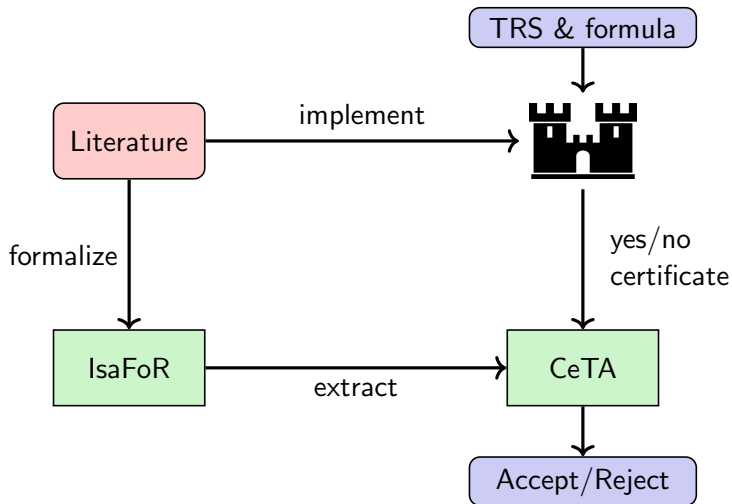 TRS & formula
implement
Literature
formalize
yes/no
certificate
IsaFoR
CeTA
extract
Accept/Reject